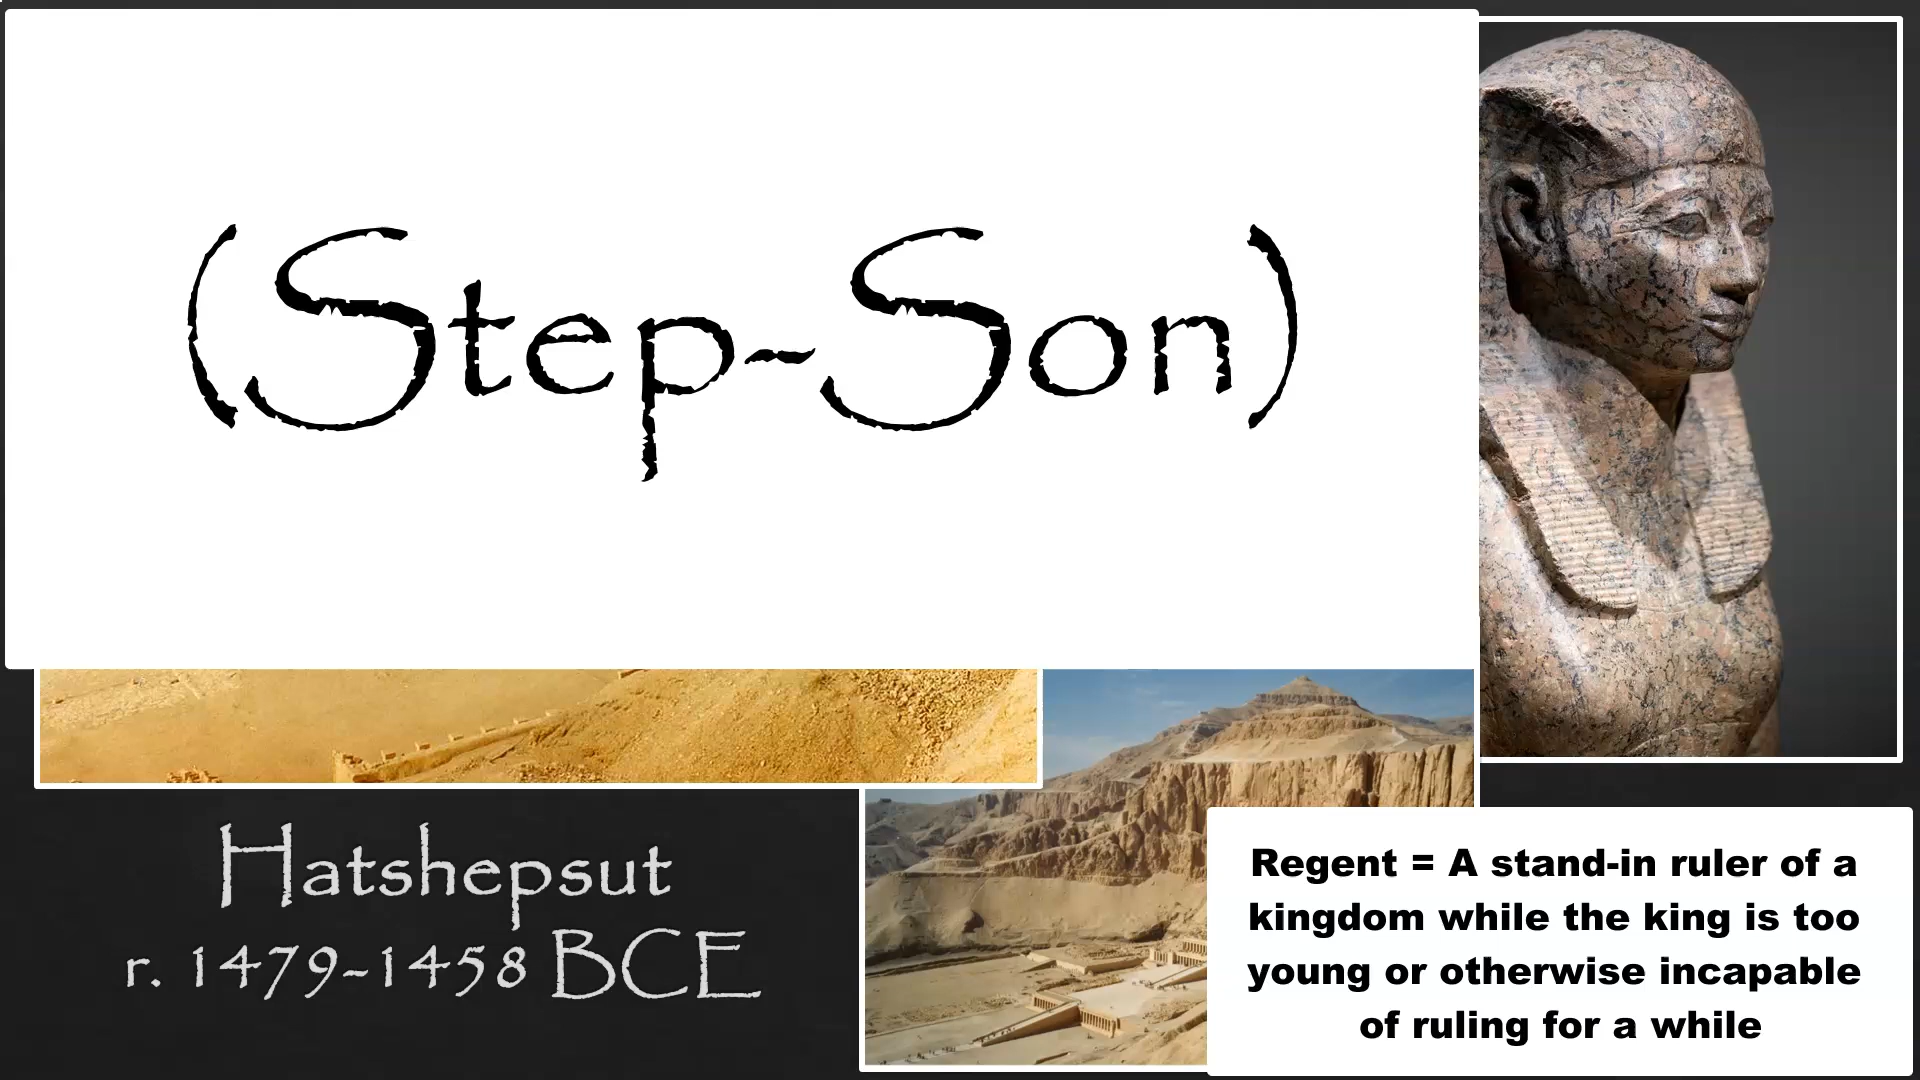 (Step-Son)
Hatshepsut
r. 1479-1458 BCE
Regent = A stand-in ruler of a
kingdom while the king is too
young or otherwise incapable
of ruling for a while